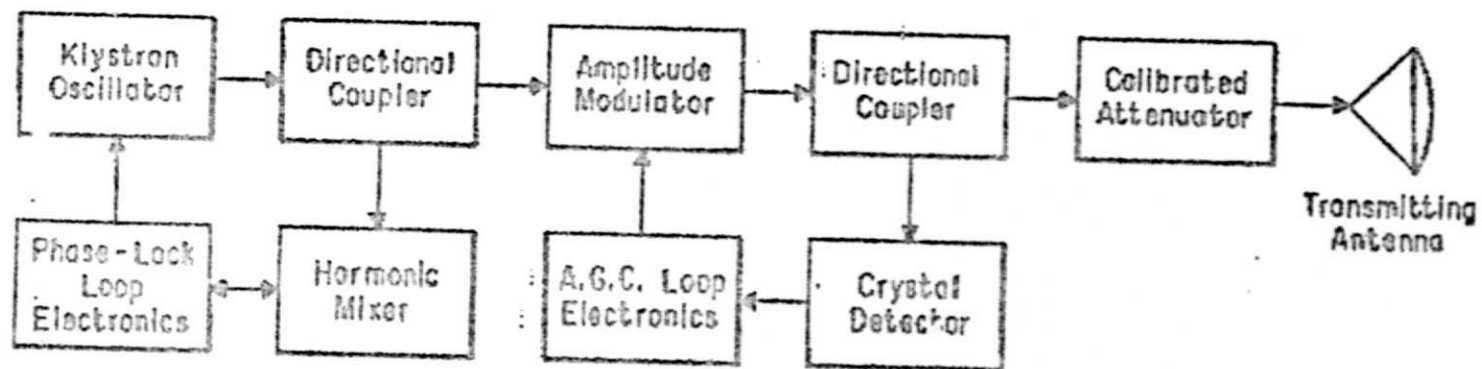 Klystron
Oscillator
Directional
Coupler
Amplitude
Modulator
Directional
Coupler
Calibrated
Attenuator
Transmitting
Antenna
Phase-Lock
Loop
Electronics
Harmonic
Mixer
A.G.C. Loop
Electronics
Crystal
Detector